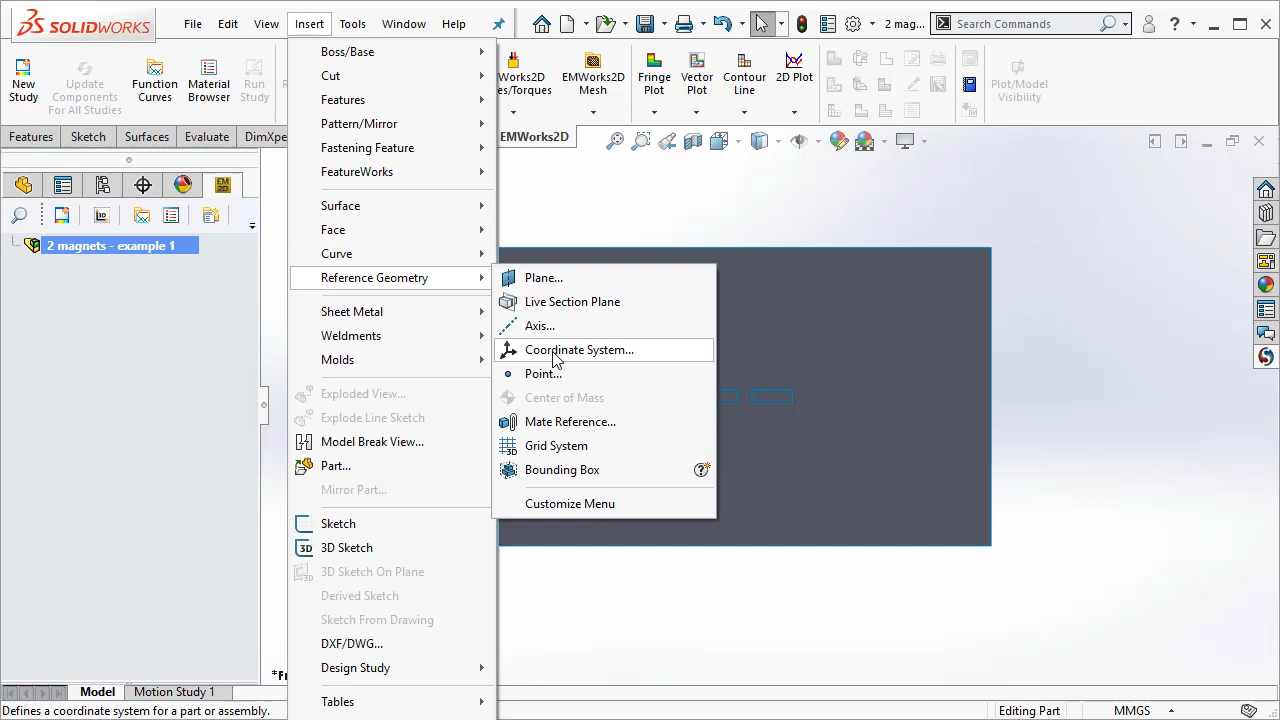 SOLIDWORKS
File Edit View Insert Tools Window Help
2 mag...
Search Commands
New Study
Update Components For All Studies
Function Curves
Material Browser
Run Study
Works2D
es/Torques
EMWorks2D Mesh
Fringe Plot
Vector Plot
Contour Line
2D Plot
Plot/Model Visibility
Features Sketch Surfaces Evaluate DimXpe
EMWorks2D
2 magnets - example 1
Boss/Base
Cut
Features
Pattern/Mirror
Fastening Feature
FeatureWorks
Surface
Face
Curve
Reference Geometry
Sheet Metal
Weldments
Molds
Exploded View...
Explode Line Sketch
Model Break View...
Part...
Mirror Part...
Sketch
3D Sketch
3D Sketch On Plane
Derived Sketch
Sketch From Drawing
DXF/DWG...
Design Study
Tables
Plane...
Live Section Plane
Axis...
Coordinate System...
Point...
Center of Mass
Mate Reference...
Grid System
Bounding Box
Customize Menu
*Fr
Model Motion Study 1
Defines a coordinate system for a part or assembly.
Editing Part
MMGS